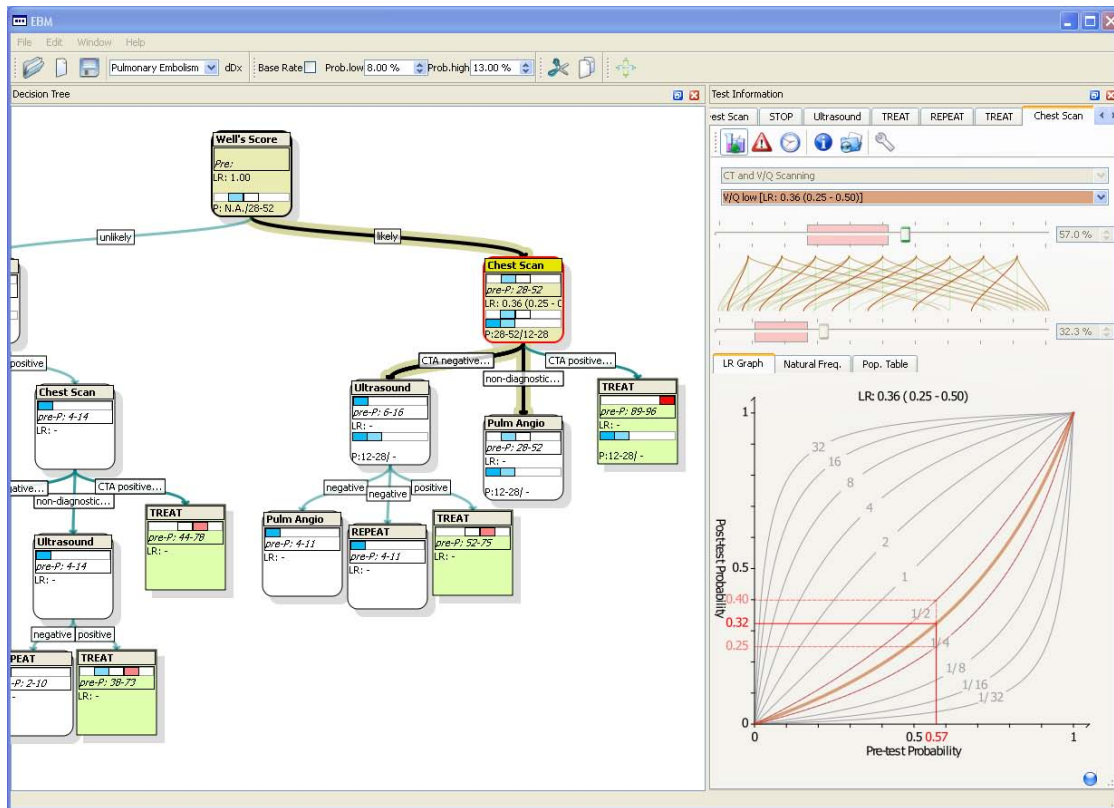 EBM
File Edit Window Help
Pulmonary Embolism dDx Base Rate Prob.low 8.00 % Prob.high 13.00 %
Decision Tree
Well's Score
Pre:
LR: 1.00
P: N.A./28-52
unlikely
likely
Chest Scan
pre-P: 28-52
LR: 0.36 (0.25 - 0
P:28-52/12-28
positive
CTA negative...
non-diagnostic...
CTA positive...
Chest Scan
pre-P: 4-14
LR: -
Ultrasound
pre-P: 6-16
LR: -
P:12-28/ -
Pulm Angio
pre-P: 28-52
LR: -
P:12-28/ -
TREAT
pre-P: 89-96
LR: -
P:12-28/ -
gative...
non-diagnostic...
CTA positive...
negative
negative
positive
TREAT
pre-P: 44-78
LR: -
Pulm Angio
pre-P: 4-11
LR: -
REPEAT
pre-P: 4-11
LR: -
TREAT
pre-P: 52-75
LR: -
Ultrasound
pre-P: 4-14
LR: -
negative
positive
PEAT
-P: 2-10
-
TREAT
pre-P: 38-73
LR: -
Test Information
est Scan STOP Ultrasound TREAT REPEAT TREAT Chest Scan
CT and V/Q Scanning
V/Q low [LR: 0.36 (0.25 - 0.50)]
57.0 %
32.3 %
LR Graph Natural Freq. Pop. Table
LR: 0.36 ( 0.25 - 0.50)
1
32
16
8
4
2
1
0.5
0.40
1/ 2
0.32
0.25
1/ 4
1/ 8
1/ 16
1/ 32
0
Post-test Probability
0 0.5 0.57 1
Pre-test Probability